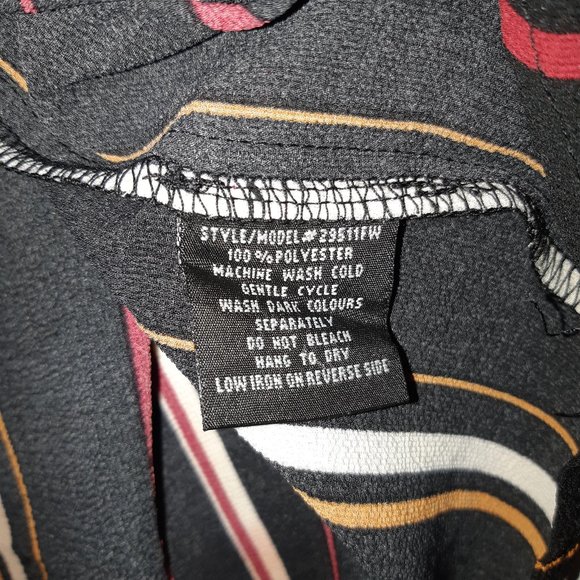 STYLE/MODEL# 29511FW
100%POLYESTER
MACHINE WASH COLD
GENTLE CYCLE
WASH DARK COLOURS
SEPARATELY
DO NOT BLEACH
HANG TO DRY
LOW IRON ON REVERSE SIDE